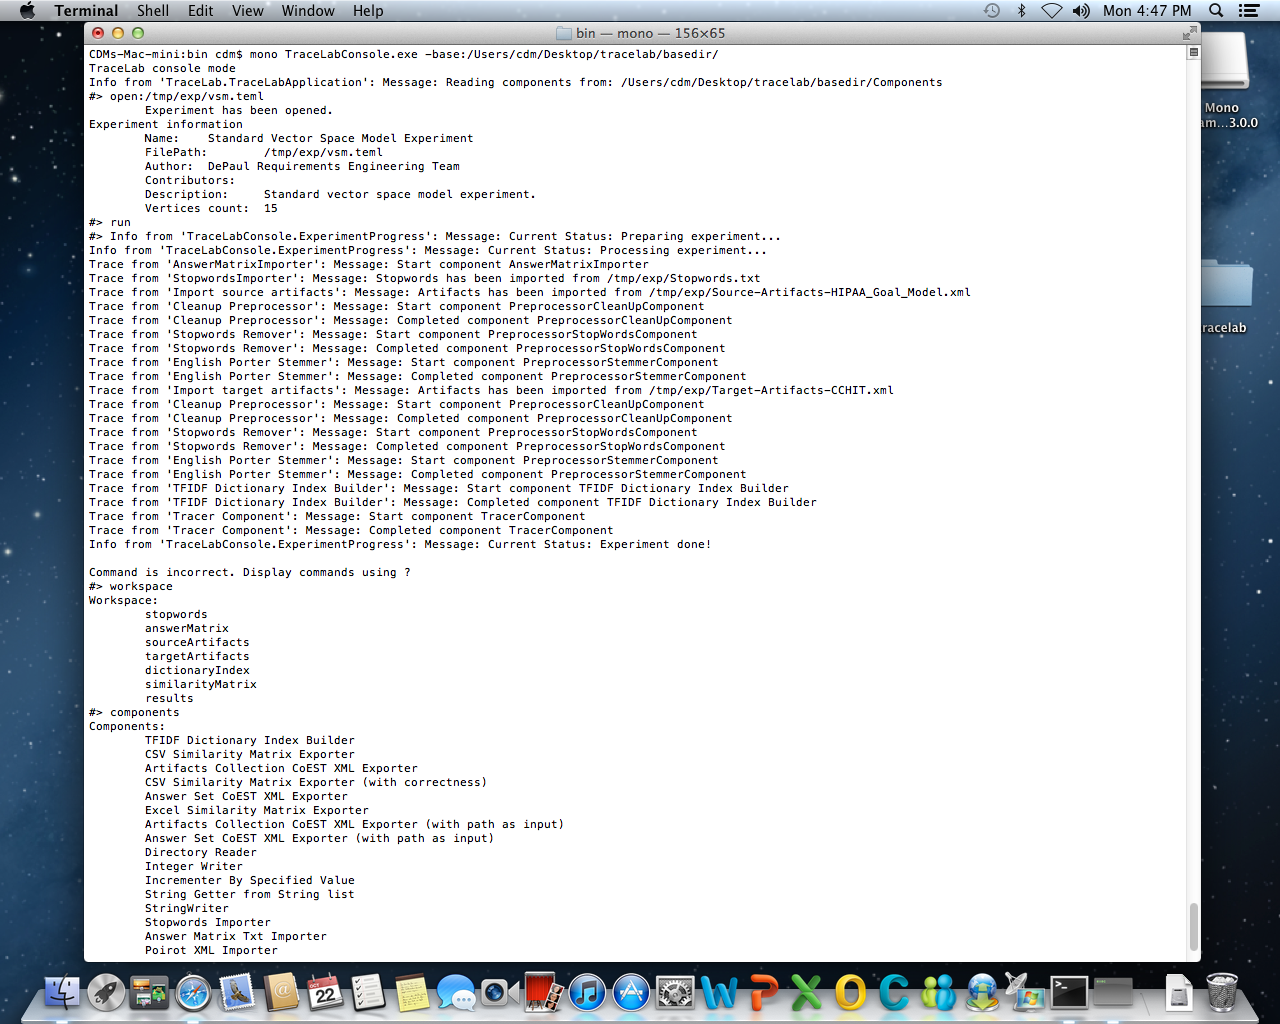 Terminal Shell Edit View Window Help Mon 4:47 PM
bin — mono — 156×65
CDMs-Mac-mini:bin cdm$ mono TraceLabConsole.exe -base:/Users/cdm/Desktop/tracelab/basedir/
TraceLab console mode
Info from 'TraceLab.TraceLabApplication': Message: Reading components from: /Users/cdm/Desktop/tracelab/basedir/Components
#> open:/tmp/exp/vsm.teml
Experiment has been opened.
Experiment information
Name: Standard Vector Space Model Experiment
FilePath: /tmp/exp/vsm.teml
Author: DePaul Requirements Engineering Team
Contributors:
Description: Standard vector space model experiment.
Vertices count: 15
#> run
#> Info from 'TraceLabConsole.ExperimentProgress': Message: Current Status: Preparing experiment...
Info from 'TraceLabConsole.ExperimentProgress': Message: Current Status: Processing experiment...
Trace from 'AnswerMatrixImporter': Message: Start component AnswerMatrixImporter
Trace from 'StopwordsImporter': Message: Stopwords has been imported from /tmp/exp/Stopwords.txt
Trace from 'Import source artifacts': Message: Artifacts has been imported from /tmp/exp/Source-Artifacts-HIPAA_Goal_Model.xml
Trace from 'Cleanup Preprocessor': Message: Start component PreprocessorCleanUpComponent
Trace from 'Cleanup Preprocessor': Message: Completed component PreprocessorCleanUpComponent
Trace from 'Stopwords Remover': Message: Start component PreprocessorStopWordsComponent
Trace from 'Stopwords Remover': Message: Completed component PreprocessorStopWordsComponent
Trace from 'English Porter Stemmer': Message: Start component PreprocessorStemmerComponent
Trace from 'English Porter Stemmer': Message: Completed component PreprocessorStemmerComponent
Trace from 'Import target artifacts': Message: Artifacts has been imported from /tmp/exp/Target-Artifacts-CCHIT.xml
Trace from 'Cleanup Preprocessor': Message: Start component PreprocessorCleanUpComponent
Trace from 'Cleanup Preprocessor': Message: Completed component PreprocessorCleanUpComponent
Trace from 'Stopwords Remover': Message: Start component PreprocessorStopWordsComponent
Trace from 'Stopwords Remover': Message: Completed component PreprocessorStopWordsComponent
Trace from 'English Porter Stemmer': Message: Start component PreprocessorStemmerComponent
Trace from 'English Porter Stemmer': Message: Completed component PreprocessorStemmerComponent
Trace from 'TFIDF Dictionary Index Builder': Message: Start component TFIDF Dictionary Index Builder
Trace from 'TFIDF Dictionary Index Builder': Message: Completed component TFIDF Dictionary Index Builder
Trace from 'Tracer Component': Message: Start component TracerComponent
Trace from 'Tracer Component': Message: Completed component TracerComponent
Info from 'TraceLabConsole.ExperimentProgress': Message: Current Status: Experiment done!
Command is incorrect. Display commands using ?
#> workspace
Workspace:
stopwords
answerMatrix
sourceArtifacts
targetArtifacts
dictionaryIndex
similarityMatrix
results
#> components
Components:
TFIDF Dictionary Index Builder
CSV Similarity Matrix Exporter
Artifacts Collection CoEST XML Exporter
CSV Similarity Matrix Exporter (with correctness)
Answer Set CoEST XML Exporter
Excel Similarity Matrix Exporter
Artifacts Collection CoEST XML Exporter (with path as input)
Answer Set CoEST XML Exporter (with path as input)
Directory Reader
Integer Writer
Incrementer By Specified Value
String Getter from String list
StringWriter
Stopwords Importer
Answer Matrix Txt Importer
Poirot XML Importer
Mono
am...3.0.0
racelab
OCT
22
W P X O C